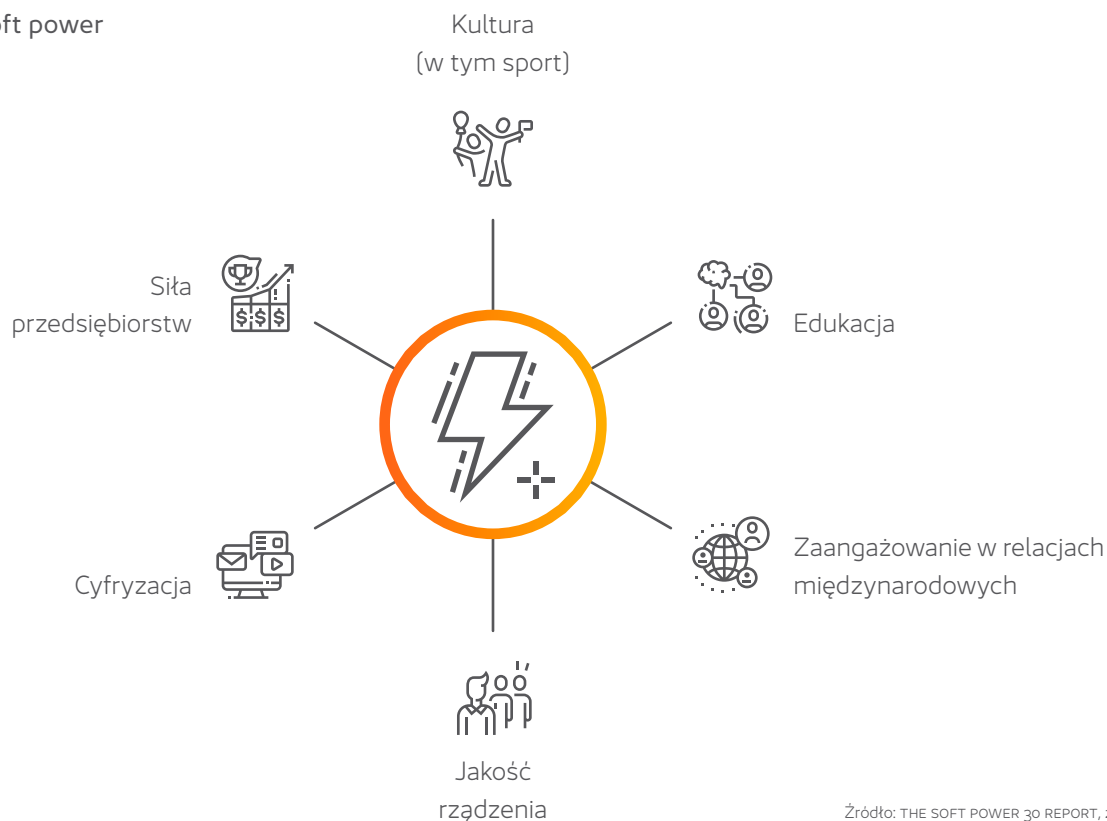 oft power
Kultura
(w tym sport)
Siła
przedsiębiorstw
Edukacja
Zaangażowanie w relacjach
międzynarodowych
Cyfryzacja
Jakość
rządzenia
Źródło: THE SOFT POWER 30 REPORT,